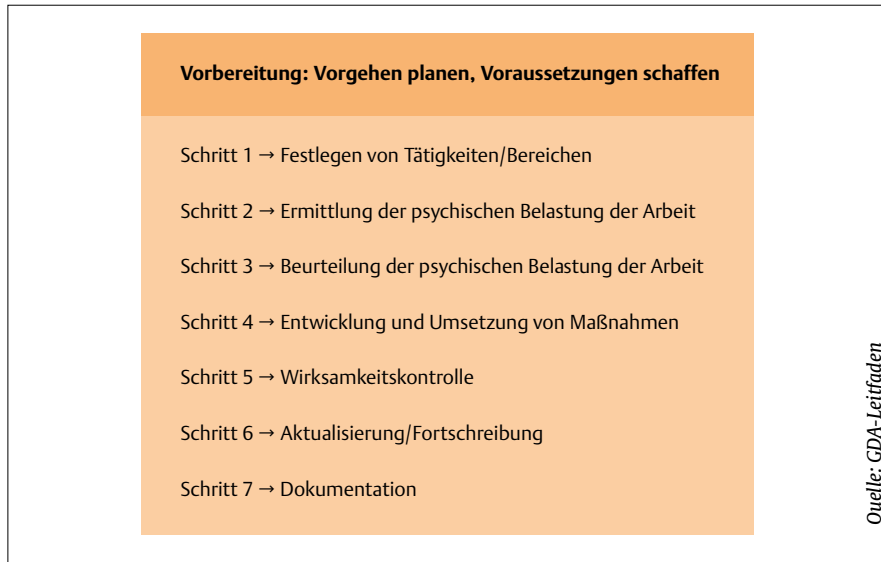 Vorbereitung: Vorgehen planen, Voraussetzungen schaffen
Schritt 1 → Festlegen von Tätigkeiten/Bereichen
Schritt 2 → Ermittlung der psychischen Belastung der Arbeit
Schritt 3 → Beurteilung der psychischen Belastung der Arbeit
Schritt 4 → Entwicklung und Umsetzung von Maßnahmen
Schritt 5 → Wirksamkeitskontrolle
Schritt 6 → Aktualisierung/Fortschreibung
Schritt 7 → Dokumentation
Quelle: GDA-Leitfaden